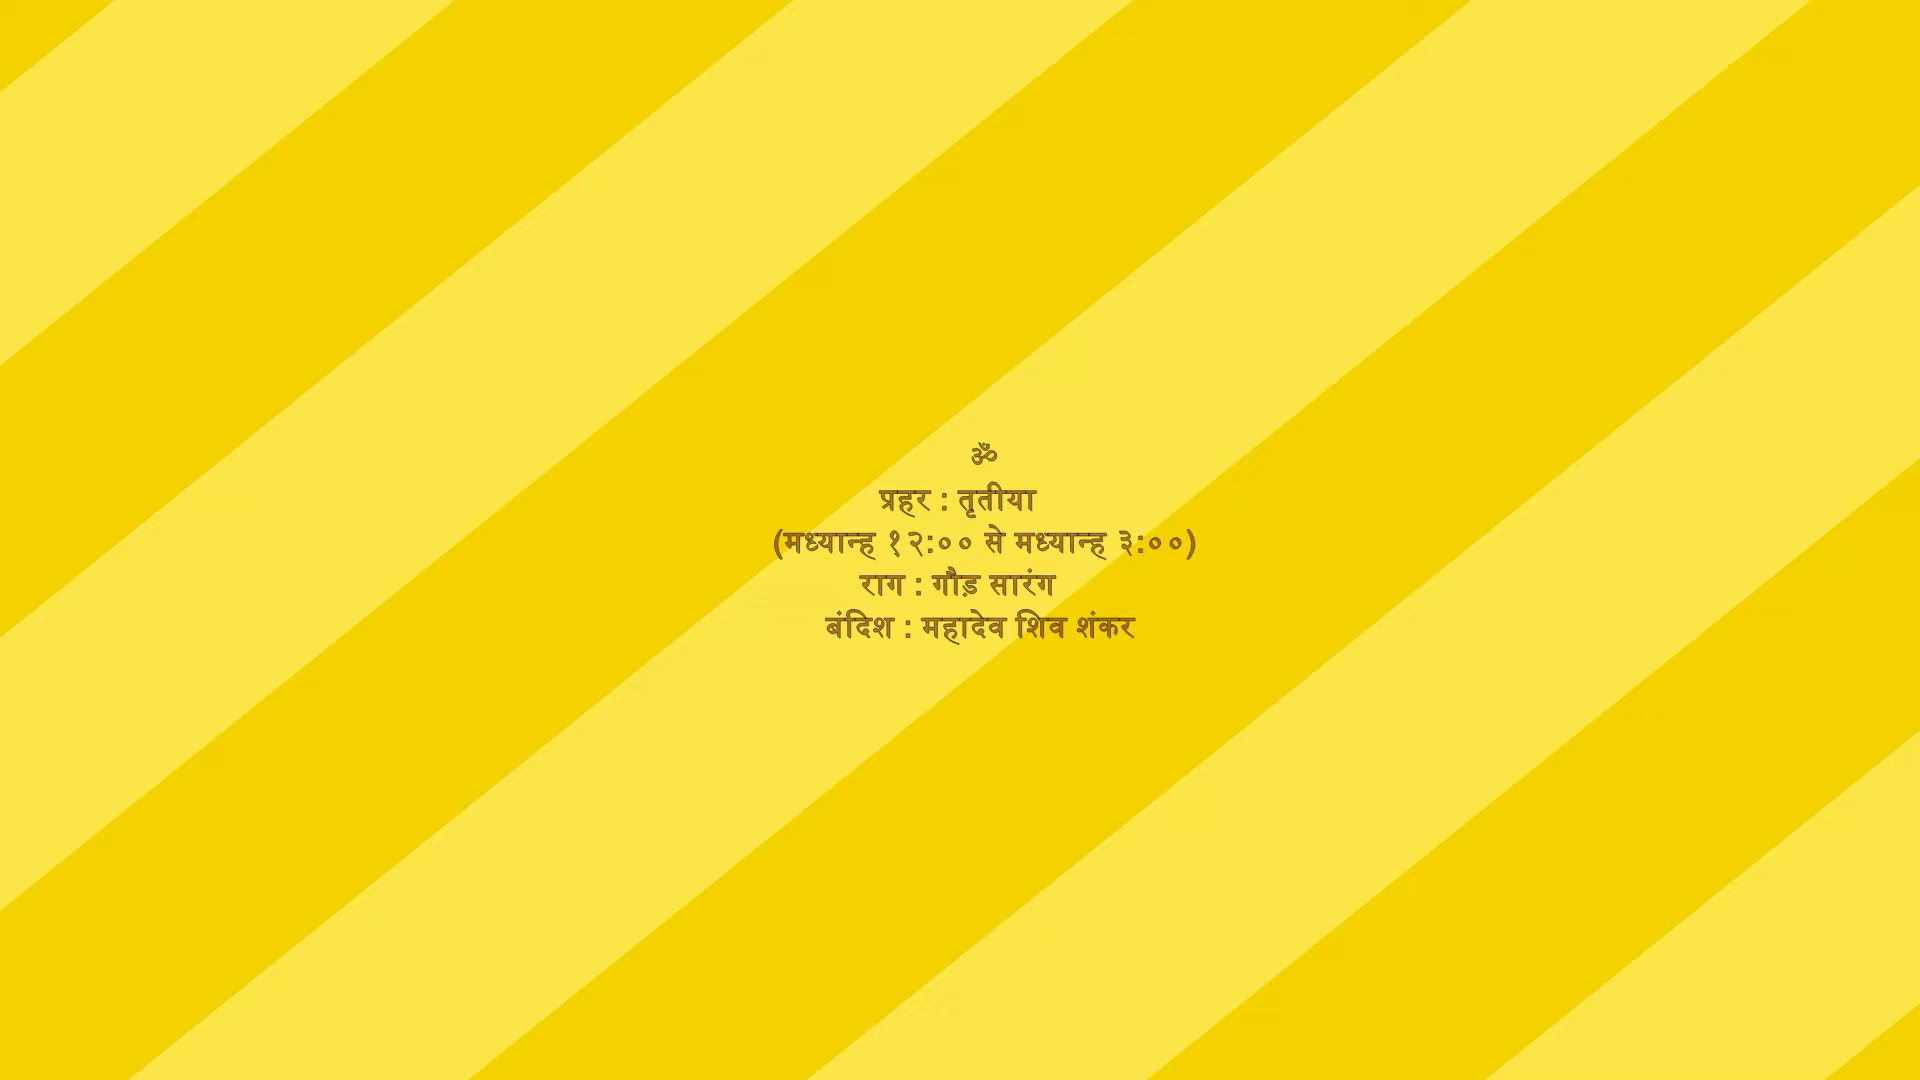 ॐ
प्रहर : तृतीया
(मध्यान्ह १२:०० से मध्यान्ह ३:००)
राग : गौड़ सारंग
बंदिश : महादेव शिव शंकर